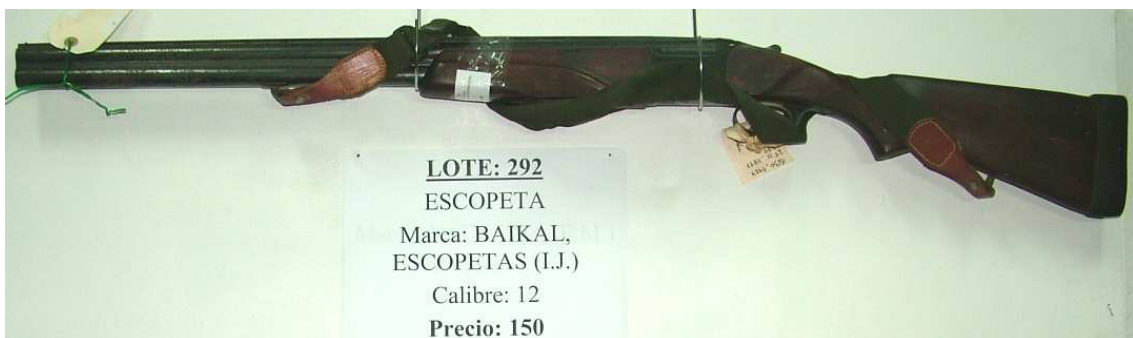 LOTE: 292
ESCOPETA
Marca: BAIKAL,
ESCOPETAS (I.J.)
Calibre: 12
Precio: 150